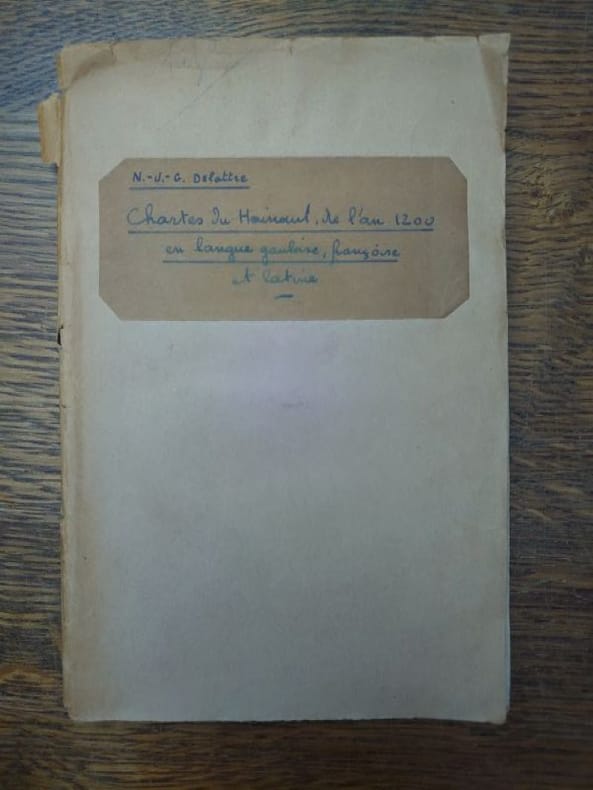 N.-J.-G. Delattre
Chartes du Hainaut, de l'an 1200
en langue gauloise, françoise
et latine